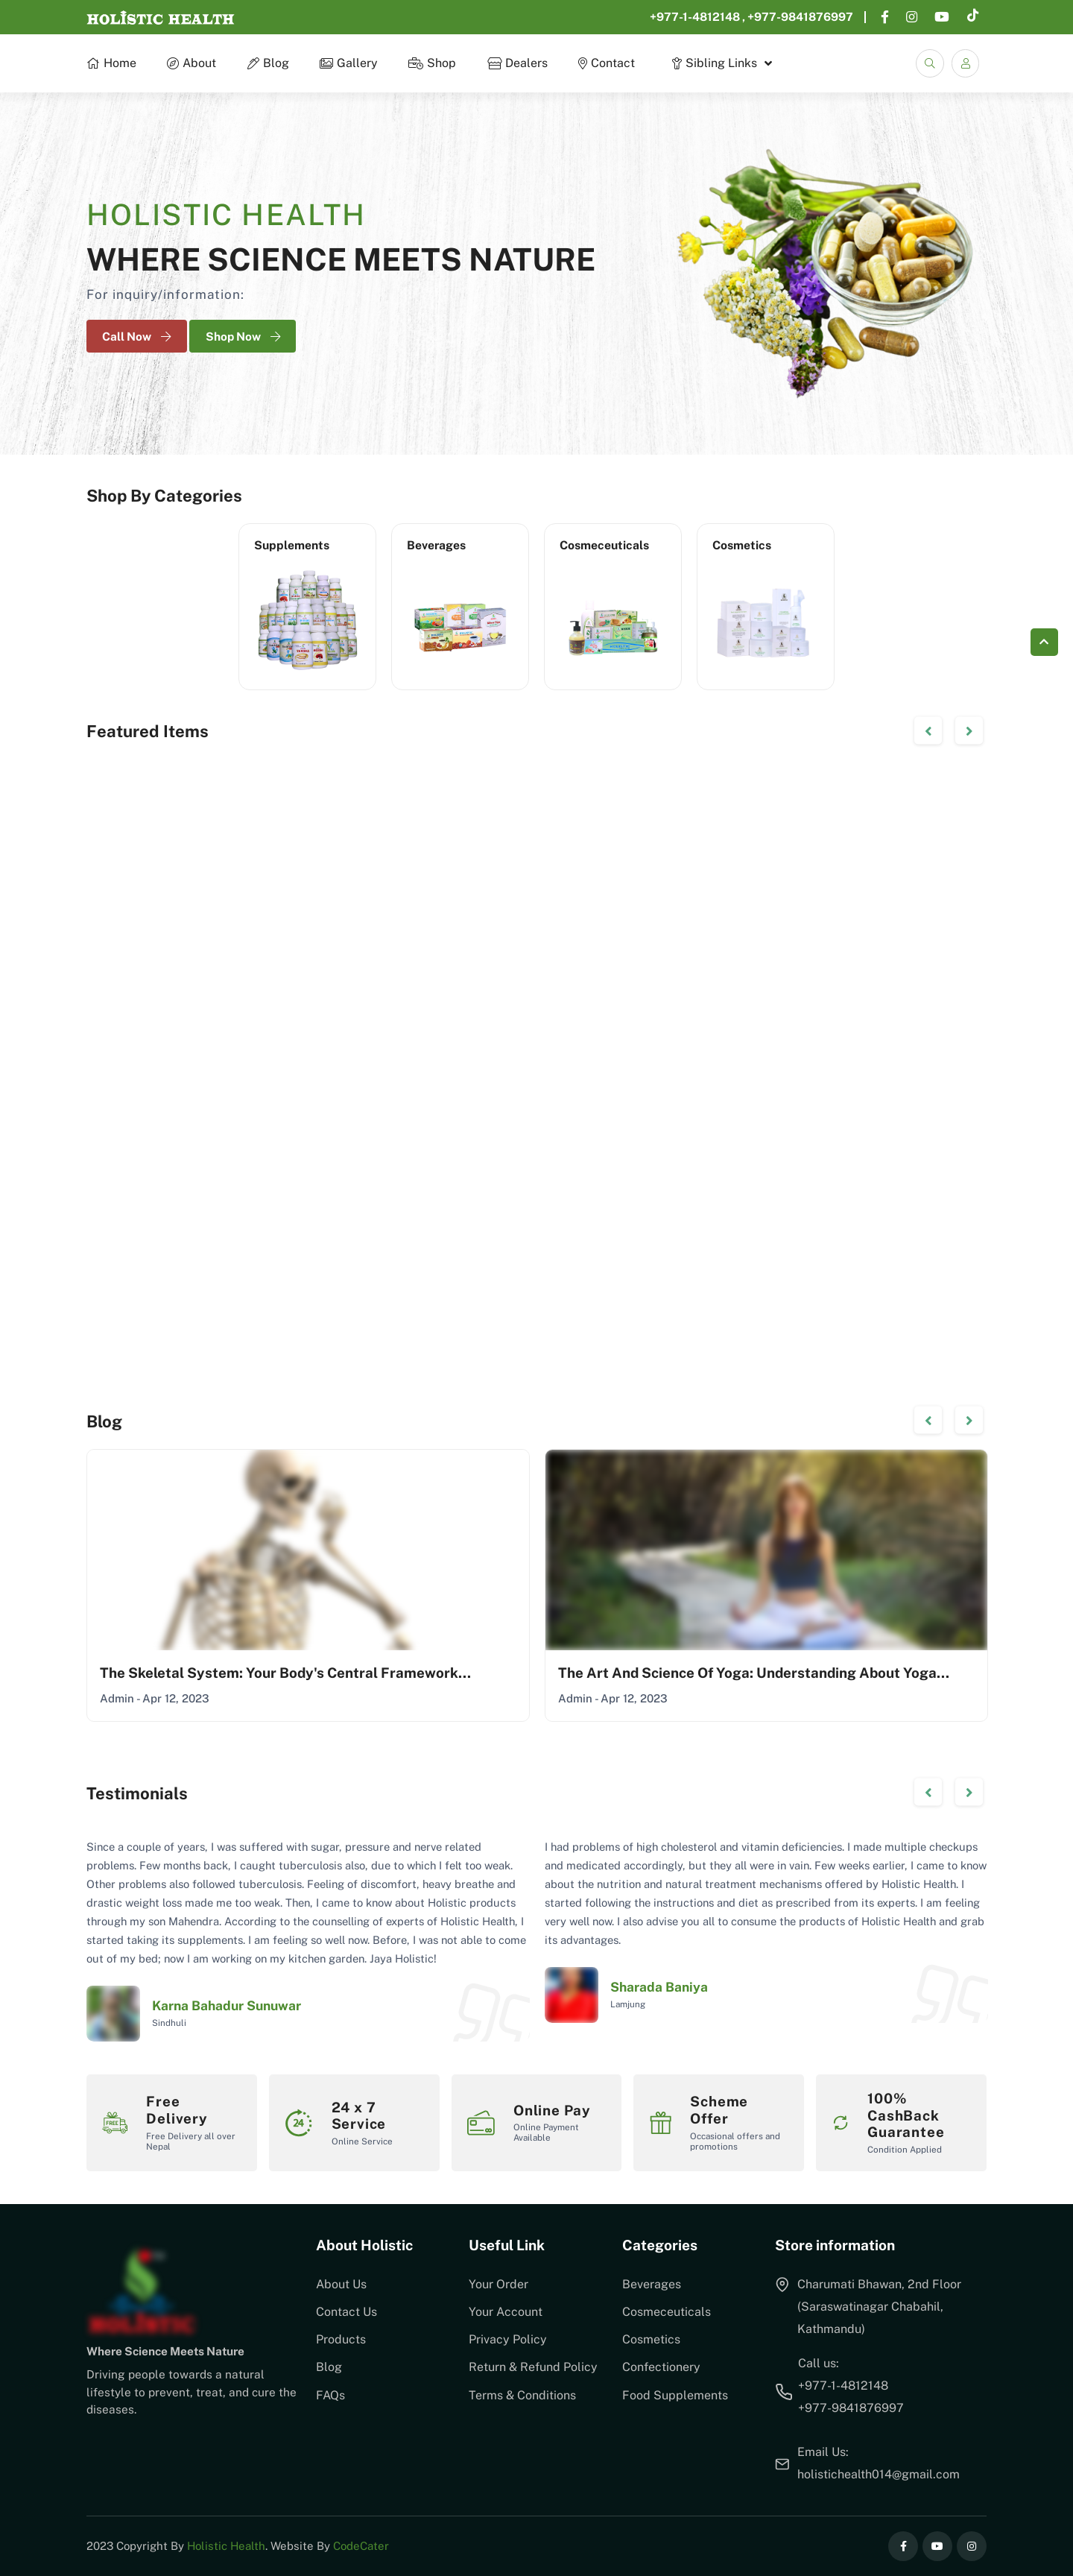 HOLISTIC HEALTH
+977-1-4812148 , +977-9841876997 |
Home
About
Blog
Gallery
Shop
Dealers
Contact
Sibling Links
HOLISTIC HEALTH
WHERE SCIENCE MEETS NATURE
For inquiry/information:
Call Now
Shop Now
Shop By Categories
Supplements
Beverages
Cosmeceuticals
Cosmetics
Featured Items
Blog
The Skeletal System: Your Body's Central Framework...
Admin - Apr 12, 2023
The Art And Science Of Yoga: Understanding About Yoga...
Admin - Apr 12, 2023
Testimonials
Since a couple of years, I was suffered with sugar, pressure and nerve related
problems. Few months back, I caught tuberculosis also, due to which I felt too weak.
Other problems also followed tuberculosis. Feeling of discomfort, heavy breathe and
drastic weight loss made me too weak. Then, I came to know about Holistic products
through my son Mahendra. According to the counselling of experts of Holistic Health, I
started taking its supplements. I am feeling so well now. Before, I was not able to come
out of my bed; now I am working on my kitchen garden. Jaya Holistic!
Karna Bahadur Sunuwar
Sindhuli
I had problems of high cholesterol and vitamin deficiencies. I made multiple checkups
and medicated accordingly, but they all were in vain. Few weeks earlier, I came to know
about the nutrition and natural treatment mechanisms offered by Holistic Health. I
started following the instructions and diet as prescribed from its experts. I am feeling
very well now. I also advise you all to consume the products of Holistic Health and grab
its advantages.
Sharada Baniya
Lamjung
FREE
Free
Delivery
Free Delivery all over
Nepal
24
24 x 7
Service
Online Service
Online Pay
Online Payment
Available
Scheme
Offer
Occasional offers and
promotions
100%
CashBack
Guarantee
Condition Applied
HOLISTIC
Where Science Meets Nature
Driving people towards a natural
lifestyle to prevent, treat, and cure the
diseases.
About Holistic
About Us
Contact Us
Products
Blog
FAQs
Useful Link
Your Order
Your Account
Privacy Policy
Return & Refund Policy
Terms & Conditions
Categories
Beverages
Cosmeceuticals
Cosmetics
Confectionery
Food Supplements
Store information
Charumati Bhawan, 2nd Floor
(Saraswatinagar Chabahil,
Kathmandu)
Call us:
+977-1-4812148
+977-9841876997
Email Us:
holistichealth014@gmail.com
2023 Copyright By Holistic Health. Website By CodeCater